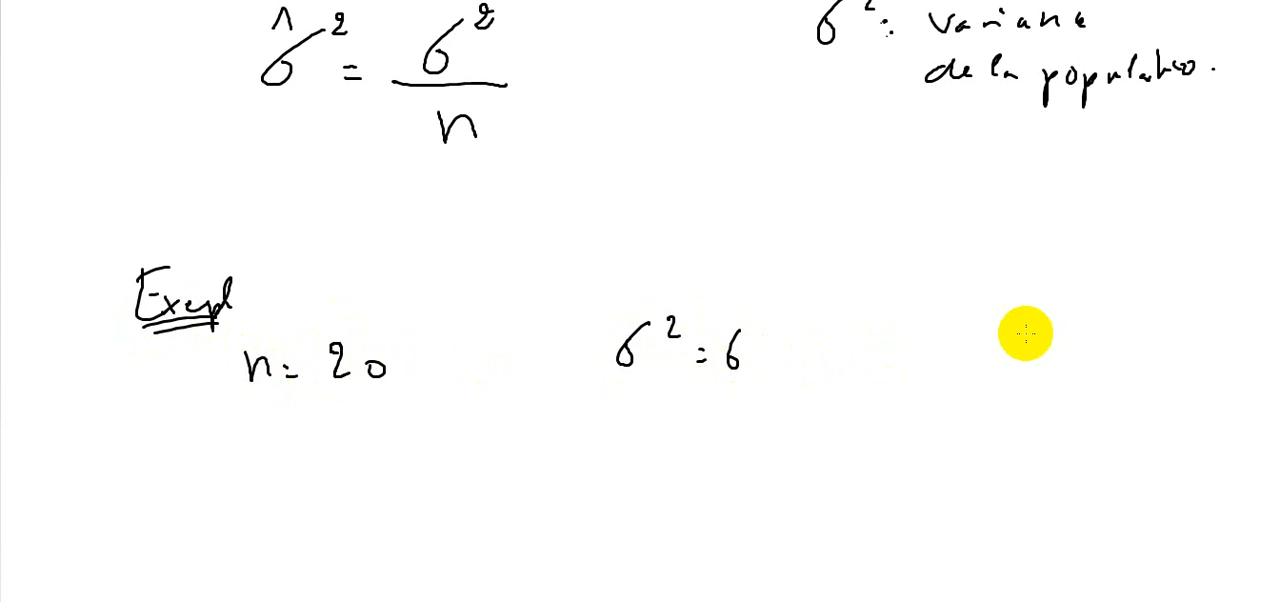 σ̂² = σ² / n
σ² : variance
de la population.
Exempl
n = 20 σ² = 6